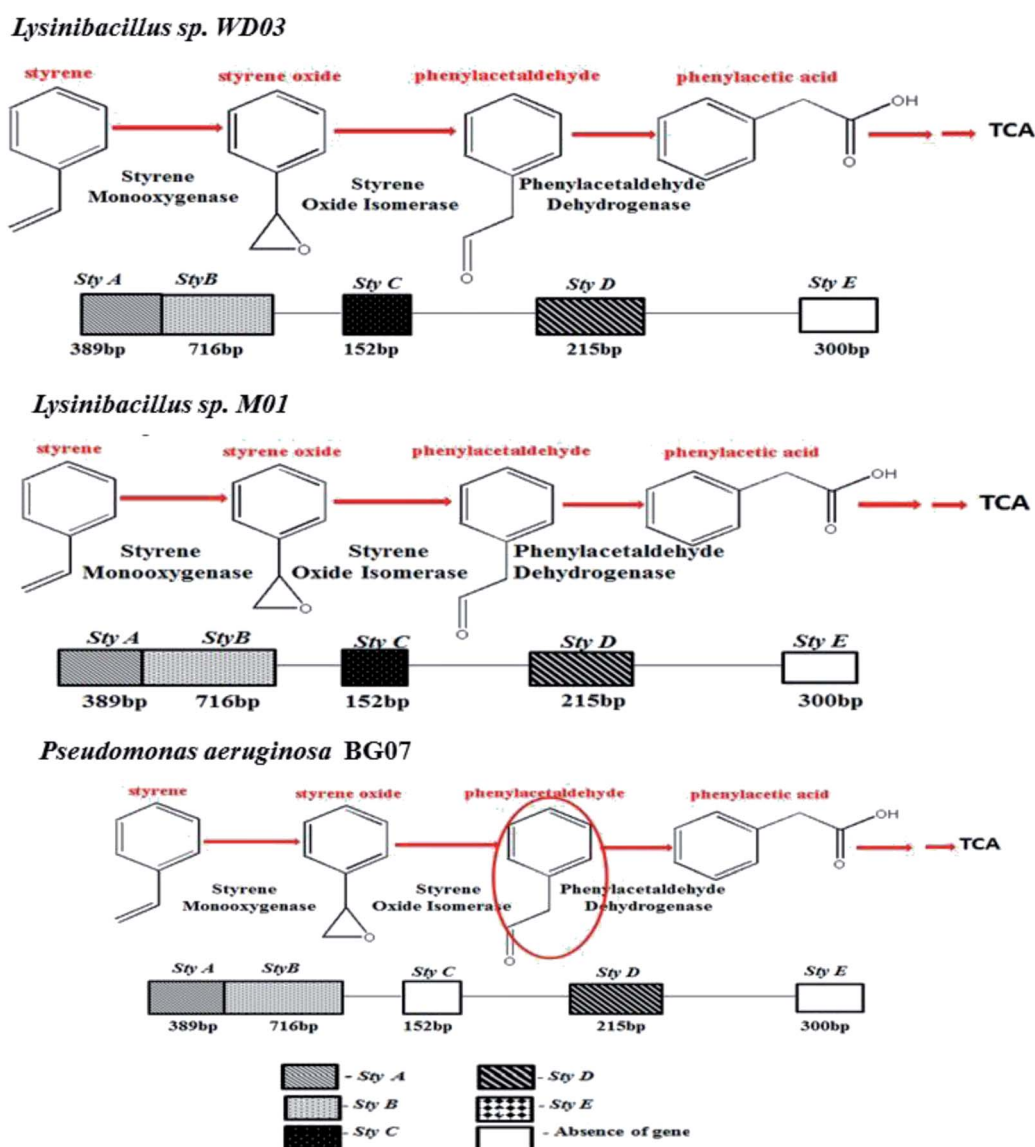 Lysinibacillus sp. WD03
styrene styrene oxide phenylacetaldehyde phenylacetic acid
OH
TCA
O
Styrene Monooxygenase
Styrene Oxide Isomerase
Phenylacetaldehyde Dehydrogenase
O
O
Sty A StyB Sty C Sty D Sty E
389bp 716bp 152bp 215bp 300bp
Lysinibacillus sp. M01
styrene styrene oxide phenylacetaldehyde phenylacetic acid
OH
TCA
O
Styrene Monooxygenase
Styrene Oxide Isomerase
Phenylacetaldehyde Dehydrogenase
O
O
Sty A StyB Sty C Sty D Sty E
389bp 716bp 152bp 215bp 300bp
Pseudomonas aeruginosa BG07
styrene styrene oxide phenylacetaldehyde phenylacetic acid
OH
TCA
O
Styrene Monooxygenase
Styrene Oxide Isomerase
Phenylacetaldehyde Dehydrogenase
O
O
Sty A StyB Sty C Sty D Sty E
389bp 716bp 152bp 215bp 300bp
- Sty A - Sty D
- Sty B - Sty E
- Sty C - Absence of gene